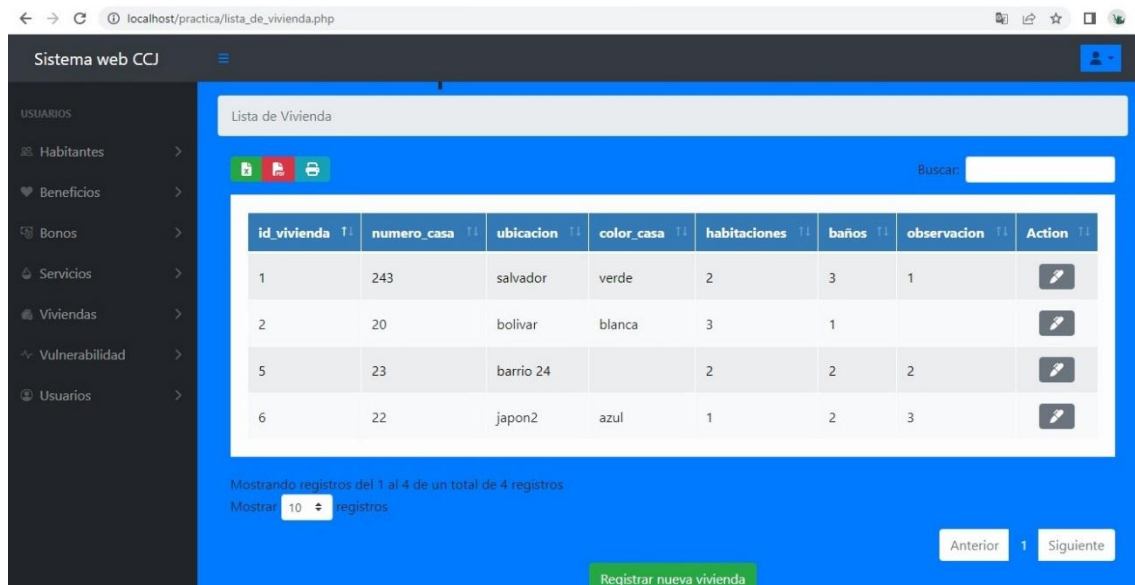 localhost/practica/lista_de_vivienda.php
Sistema web CCJ
USUARIOS
Habitantes
Beneficios
Bonos
Servicios
Viviendas
Vulnerabilidad
Usuarios
Lista de Vivienda
Buscar:
id_vivienda numero_casa ubicacion color_casa habitaciones baños observacion Action
1 243 salvador verde 2 3 1
2 20 bolivar blanca 3 1
5 23 barrio 24 2 2 2
6 22 japon2 azul 1 2 3
Mostrando registros del 1 al 4 de un total de 4 registros
Mostrar 10 registros
Anterior 1 Siguiente
Registrar nueva vivienda